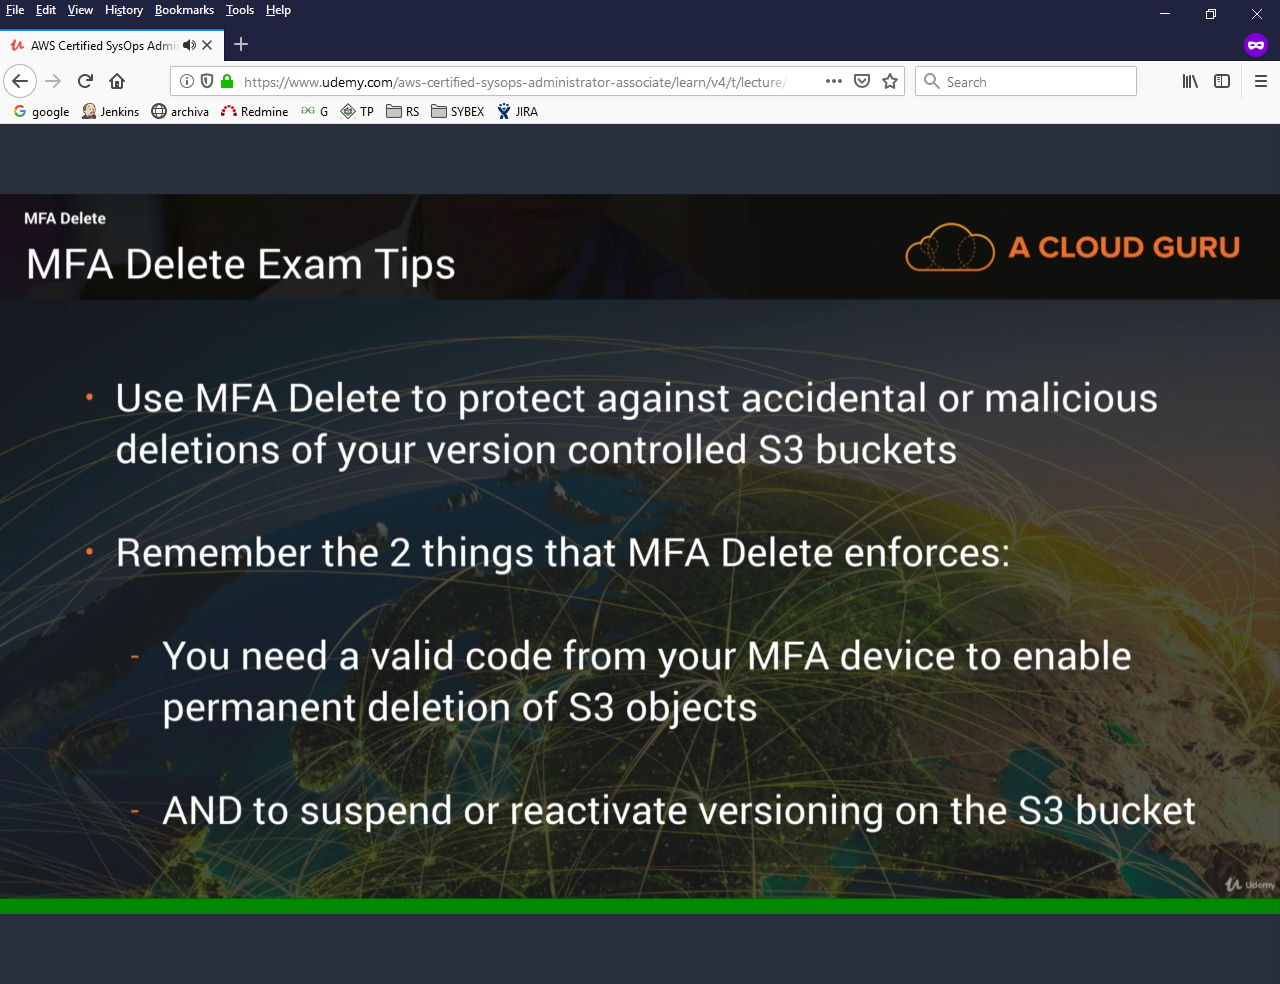 File Edit View History Bookmarks Tools Help
AWS Certified SysOps Admi
https://www.udemy.com/aws-certified-sysops-administrator-associate/learn/v4/t/lecture/
Search
google Jenkins archiva Redmine G TP RS SYBEX JIRA
MFA Delete
MFA Delete Exam Tips
A CLOUD GURU
Use MFA Delete to protect against accidental or malicious
deletions of your version controlled S3 buckets
Remember the 2 things that MFA Delete enforces:
- You need a valid code from your MFA device to enable
permanent deletion of S3 objects
- AND to suspend or reactivate versioning on the S3 bucket
Udemy